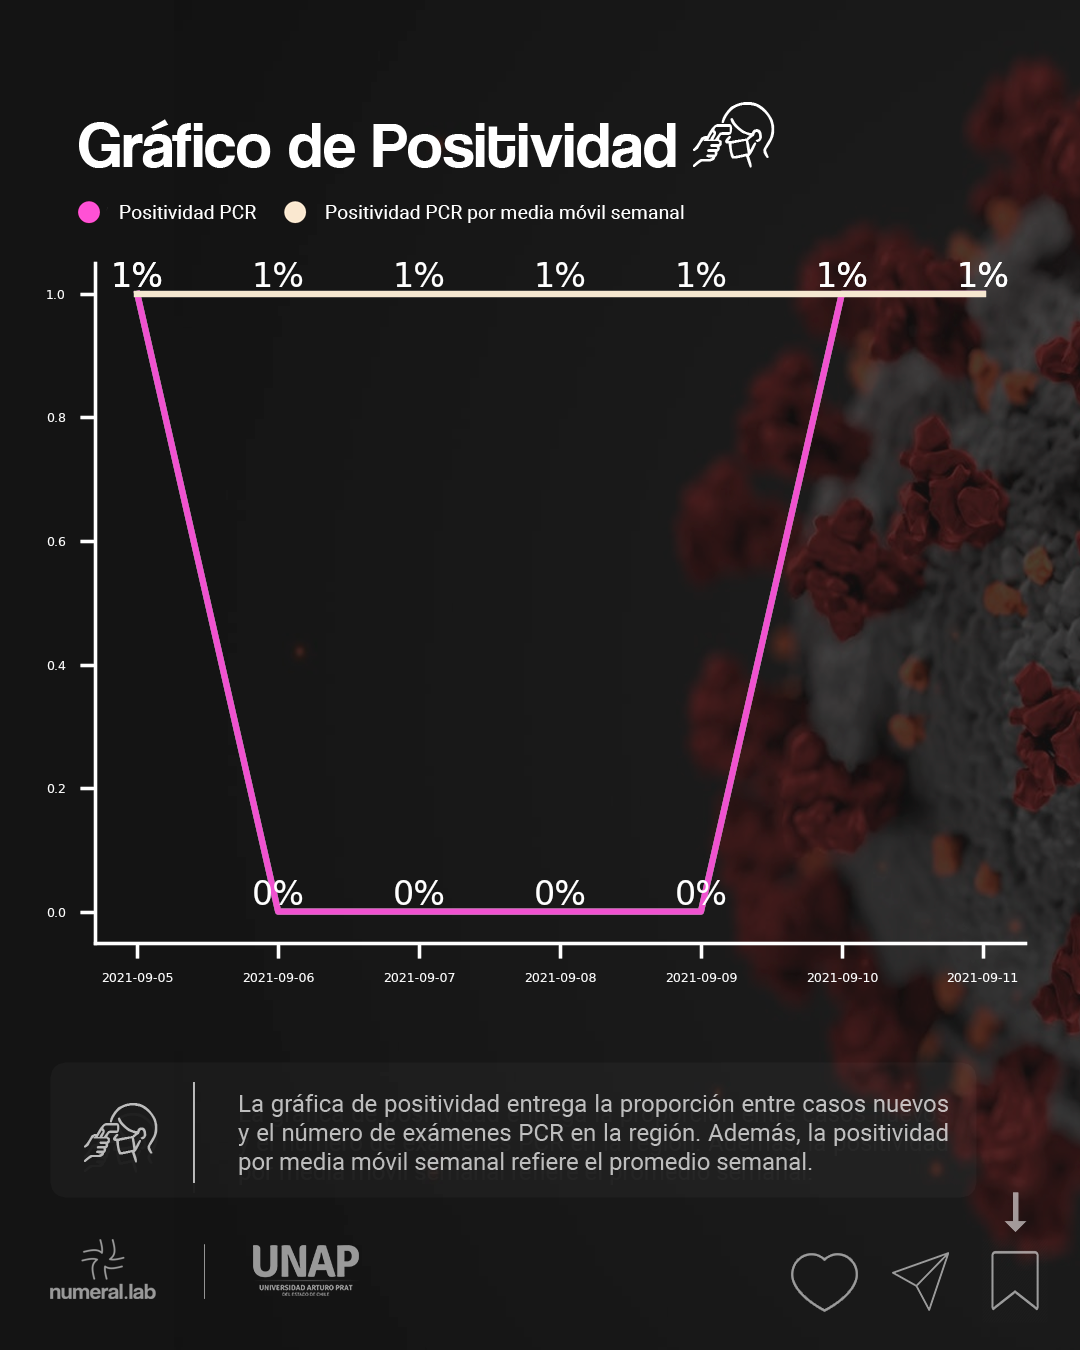 Gráfico de Positividad
Positividad PCR
Positividad PCR por media móvil semanal
1% 1% 1% 1% 1% 1% 1%
1.0
0.8
0.6
0.4
0.2
0% 0% 0% 0%
0.0
2021-09-05 2021-09-06 2021-09-07 2021-09-08 2021-09-09 2021-09-10 2021-09-11
La gráfica de positividad entrega la proporción entre casos nuevos
y el número de exámenes PCR en la región. Además, la positividad
por media móvil semanal refiere el promedio semanal.
numeral.lab
UNAP
UNIVERSIDAD ARTURO PRAT
DEL ESTADO DE CHILE